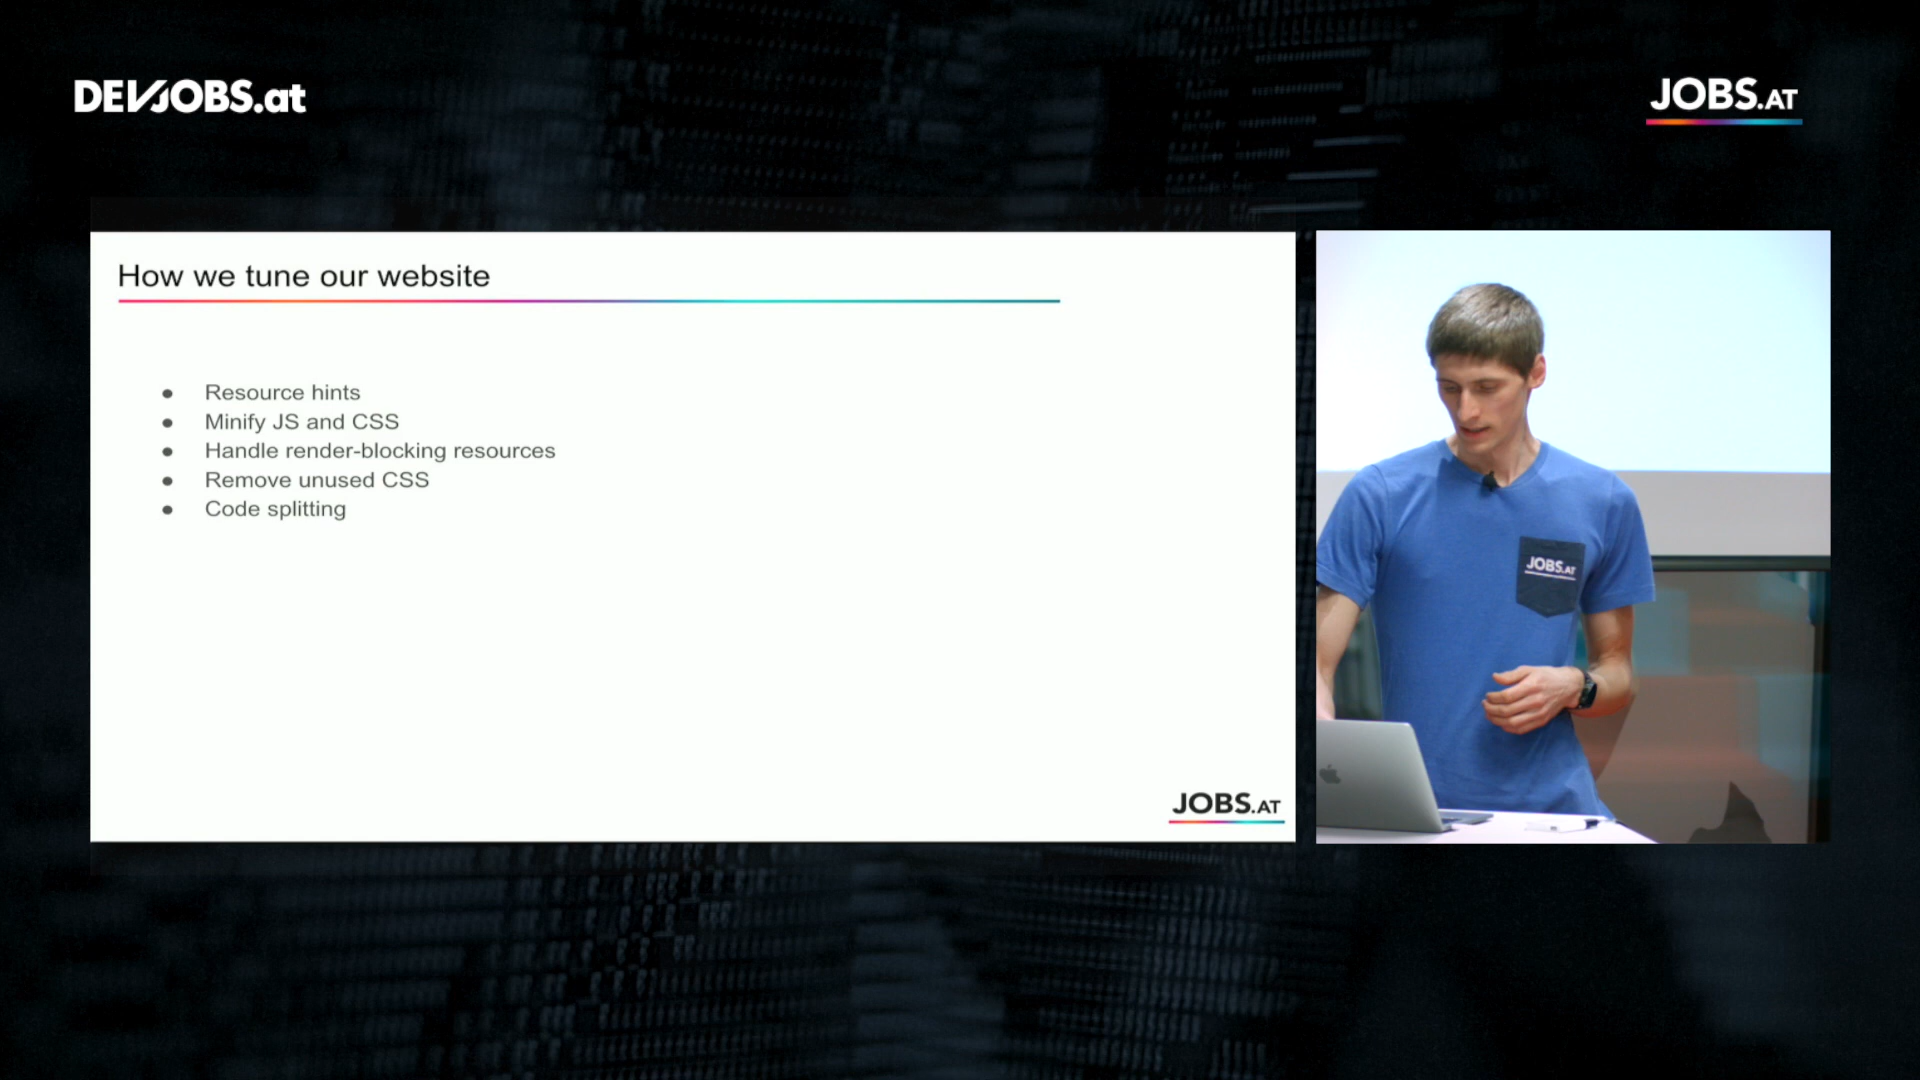 DEVJOBS.at
JOBS.AT
How we tune our website
● Resource hints
● Minify JS and CSS
● Handle render-blocking resources
● Remove unused CSS
● Code splitting
JOBS.AT
JOBS.AT